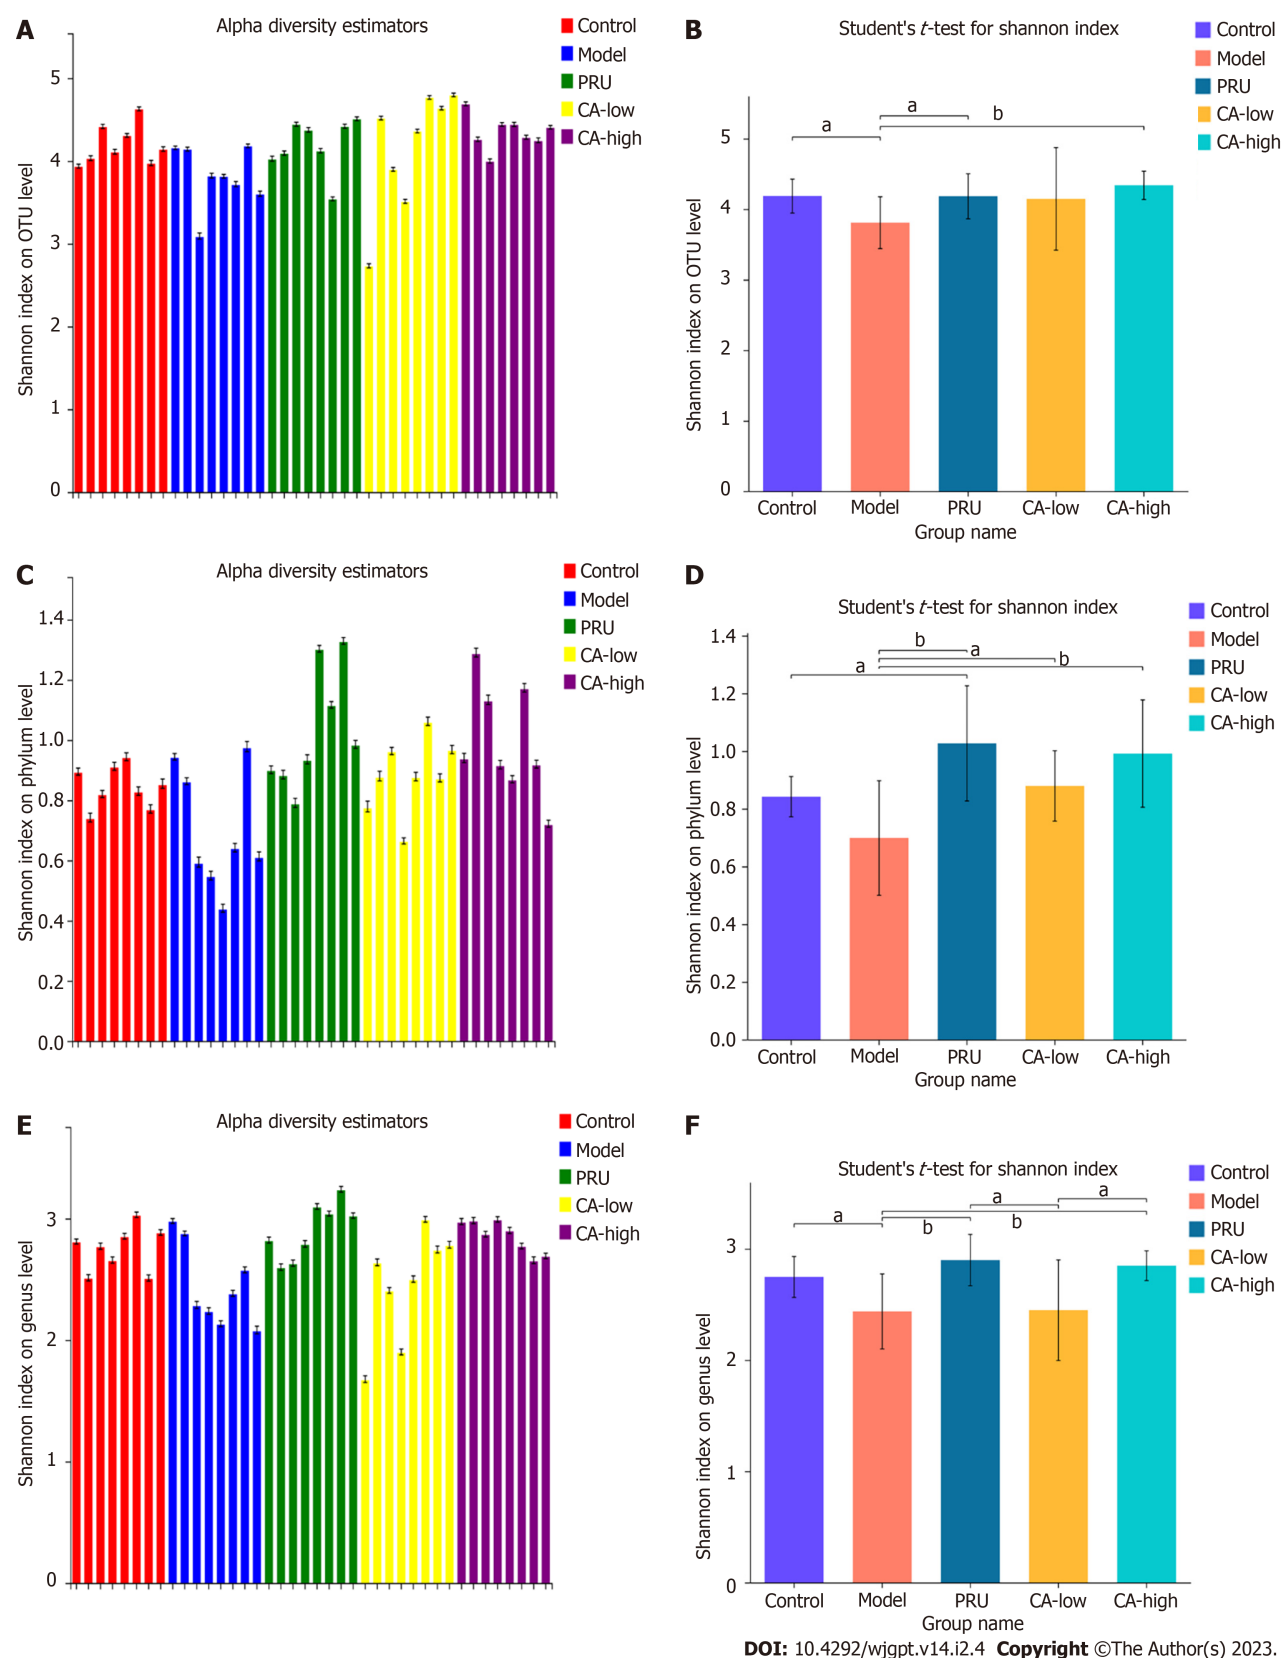 A
Alpha diversity estimators
Control
Model
PRU
CA-low
CA-high
Shannon index on OTU level
5
4
3
2
1
0
B
Student's t-test for shannon index
Control
Model
PRU
CA-low
CA-high
a
a
b
Shannon index on OTU level
5
4
3
2
1
0
Control Model PRU CA-low CA-high
Group name
C
Alpha diversity estimators
Control
Model
PRU
CA-low
CA-high
Shannon index on phylum level
1.4
1.2
1.0
0.8
0.6
0.4
0.2
0.0
D
Student's t-test for shannon index
Control
Model
PRU
CA-low
CA-high
b
a
b
a
Shannon index on phylum level
1.4
1.2
1.0
0.8
0.6
0.4
0.2
0.0
Control Model PRU CA-low CA-high
Group name
E
Alpha diversity estimators
Control
Model
PRU
CA-low
CA-high
Shannon index on genus level
3
2
1
0
F
Student's t-test for shannon index
Control
Model
PRU
CA-low
CA-high
a
a
a
b
b
Shannon index on genus level
3
2
1
0
Control Model PRU CA-low CA-high
Group name
DOI: 10.4292/wjgpt.v14.i2.4 Copyright ©The Author(s) 2023.